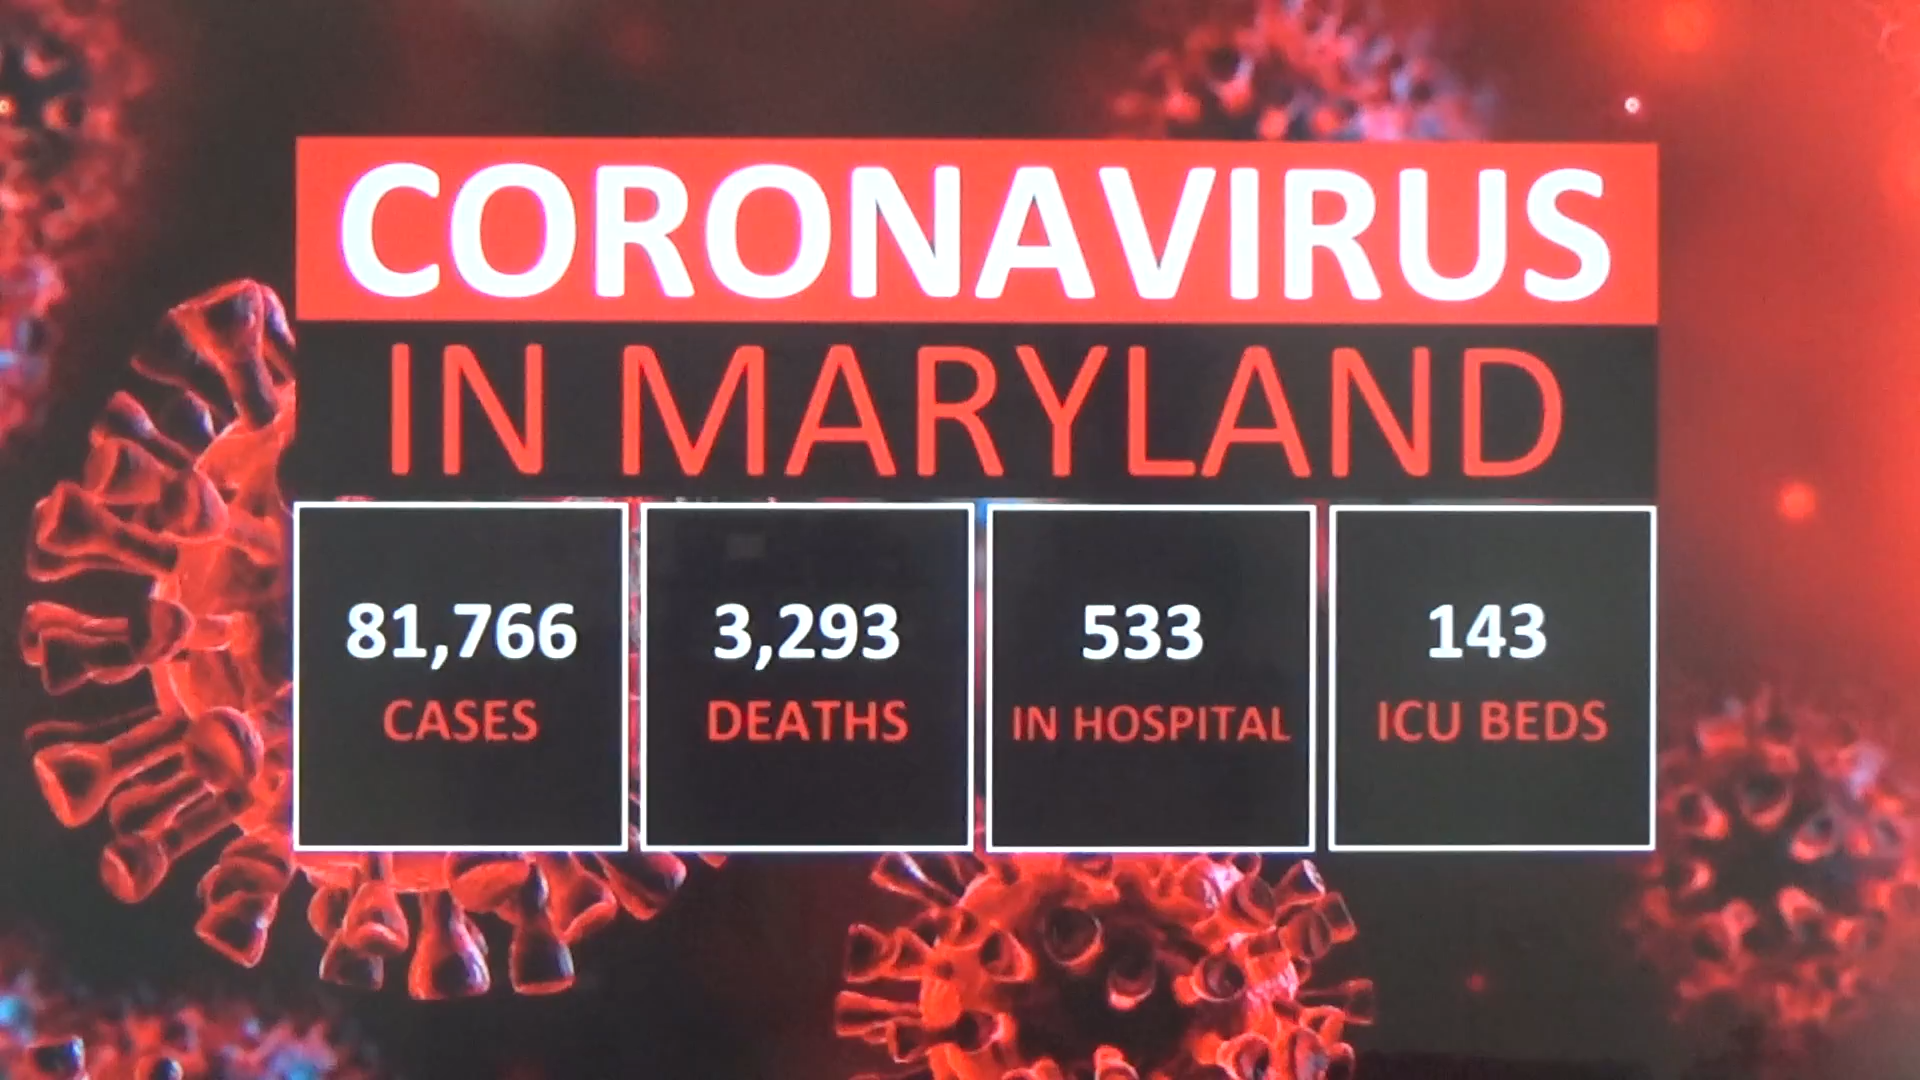 CORONAVIRUS
IN MARYLAND
81,766
CASES
3,293
DEATHS
533
IN HOSPITAL
143
ICU BEDS